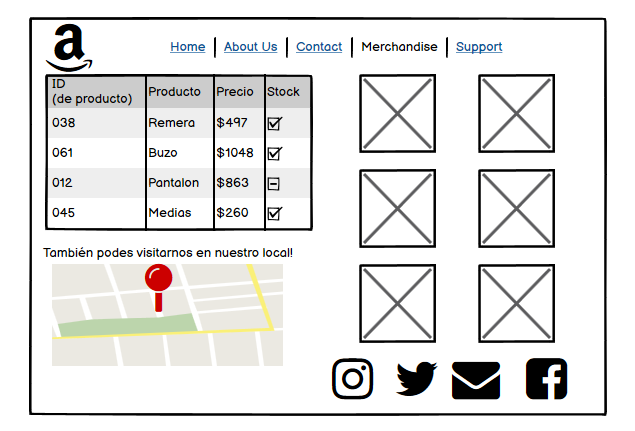 a
Home | About Us | Contact | Merchandise | Support
ID
(de producto) Producto Precio Stock
038 Remera $497
061 Buzo $1048
012 Pantalon $863
045 Medias $260
También podes visitarnos en nuestro local!